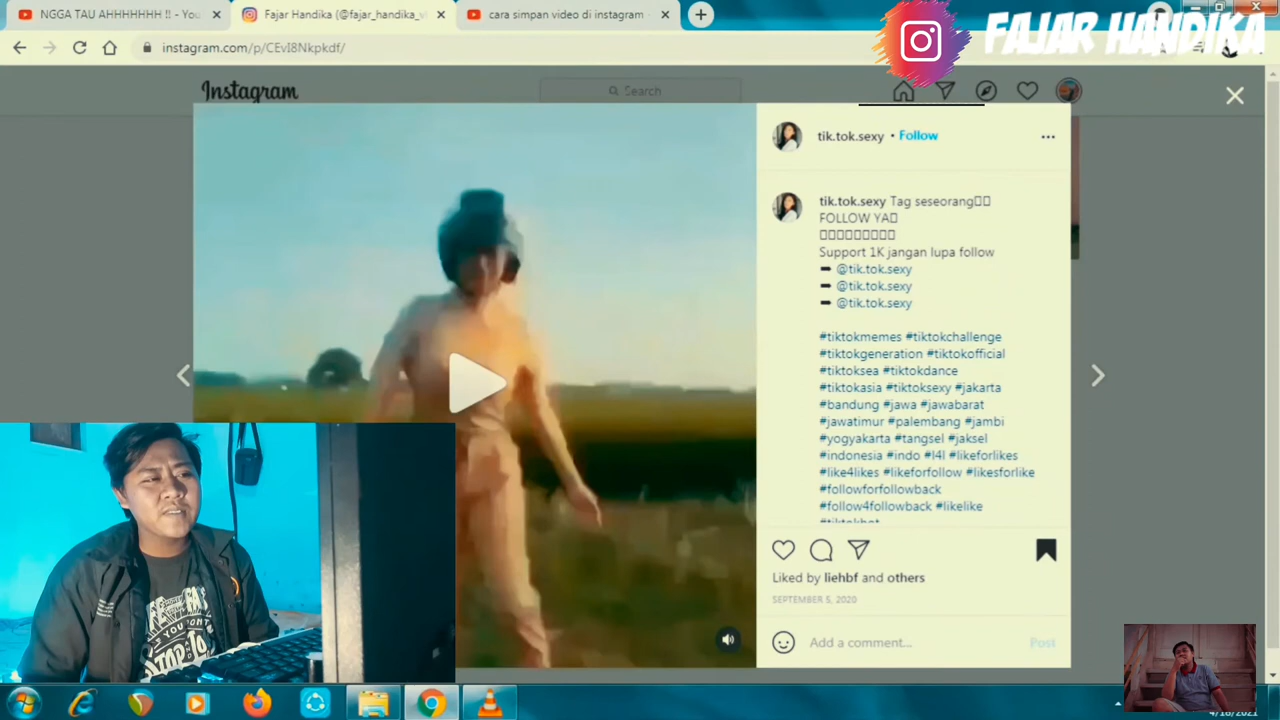 NGGA TAU AHHHHHHH !! - You
Fajar Handika (@fajar_handika_v
cara simpan video di instagram
FAJAR HANDIKA
instagram.com/p/CEvI8Nkpkdf/
Instagram
Search
tik.tok.sexy • Follow
tik.tok.sexy Tag seseorang
FOLLOW YA
Support 1K jangan lupa follow
➡ @tik.tok.sexy
➡ @tik.tok.sexy
➡ @tik.tok.sexy
#tiktokmemes #tiktokchallenge
#tiktokgeneration #tiktokofficial
#tiktoksea #tiktokdance
#tiktokasia #tiktoksexy #jakarta
#bandung #jawa #jawabarat
#jawatimur #palembang #jambi
#yogyakarta #tangsel #jaksel
#indonesia #indo #l4l #likeforlikes
#like4likes #likeforfollow #likesforlike
#followforfollowback
#follow4followback #likelike
Liked by liehbf and others
SEPTEMBER 5, 2020
Add a comment...
Post
4/18/2021